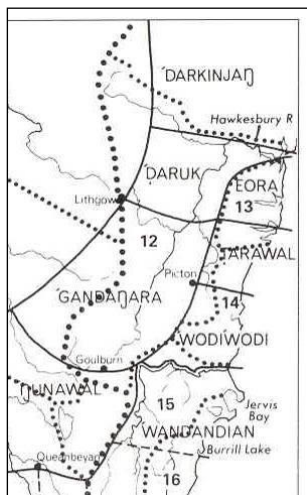 DARKINJAŊ
Hawkesbury R
DARUK
EORA
Lithgow
13
12
TARAWAL
Picton
GANDAŊARA
14
WODIWODI
Goulburn
ŊUNAWAL
15
Jervis
Bay
WANDANDIAN
Burrill Lake
Queanbeyan
16